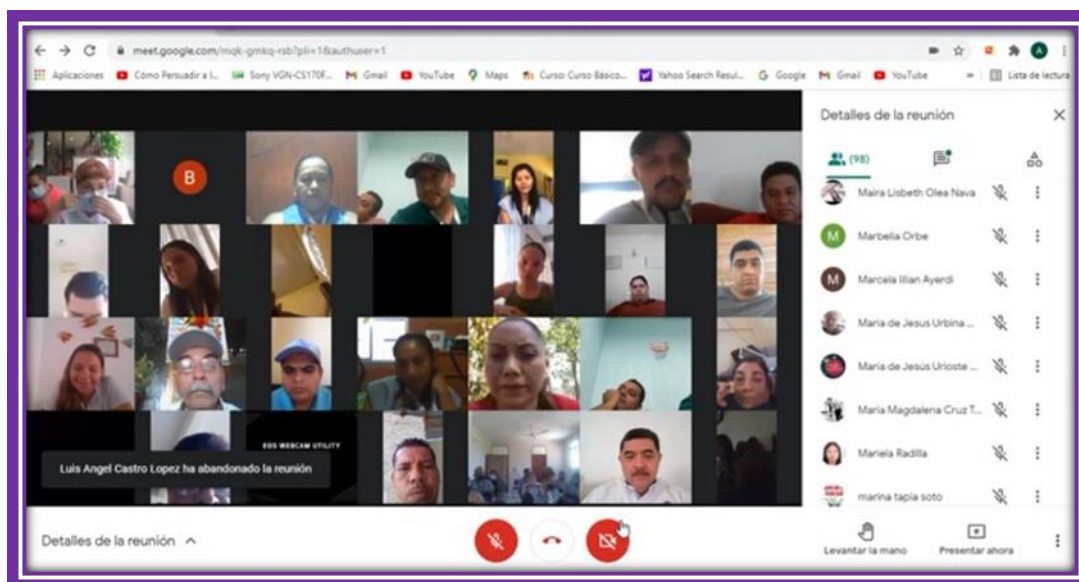 meet.google.com/mqk-gmkq-rsb?pli=1&authuser=1
Aplicaciones Cómo Persuadir a l... Sony VGN-CS170F... Gmail YouTube Maps Curso: Curso Básico... Yahoo Search Resul... Google Gmail YouTube » Lista de lectura
A
Detalles de la reunión
(98)
B
Maira Lisbeth Olea Nava
M Marbella Orbe
M Marcela lilian Ayerdi
Maria de Jesus Urbina ...
María de Jesús Urioste ...
María Magdalena Cruz T...
Mariela Radilla
marina tapia soto
EOS WEBCAM UTILITY
Luis Angel Castro Lopez ha abandonado la reunión
Detalles de la reunión
Levantar la mano Presentar ahora